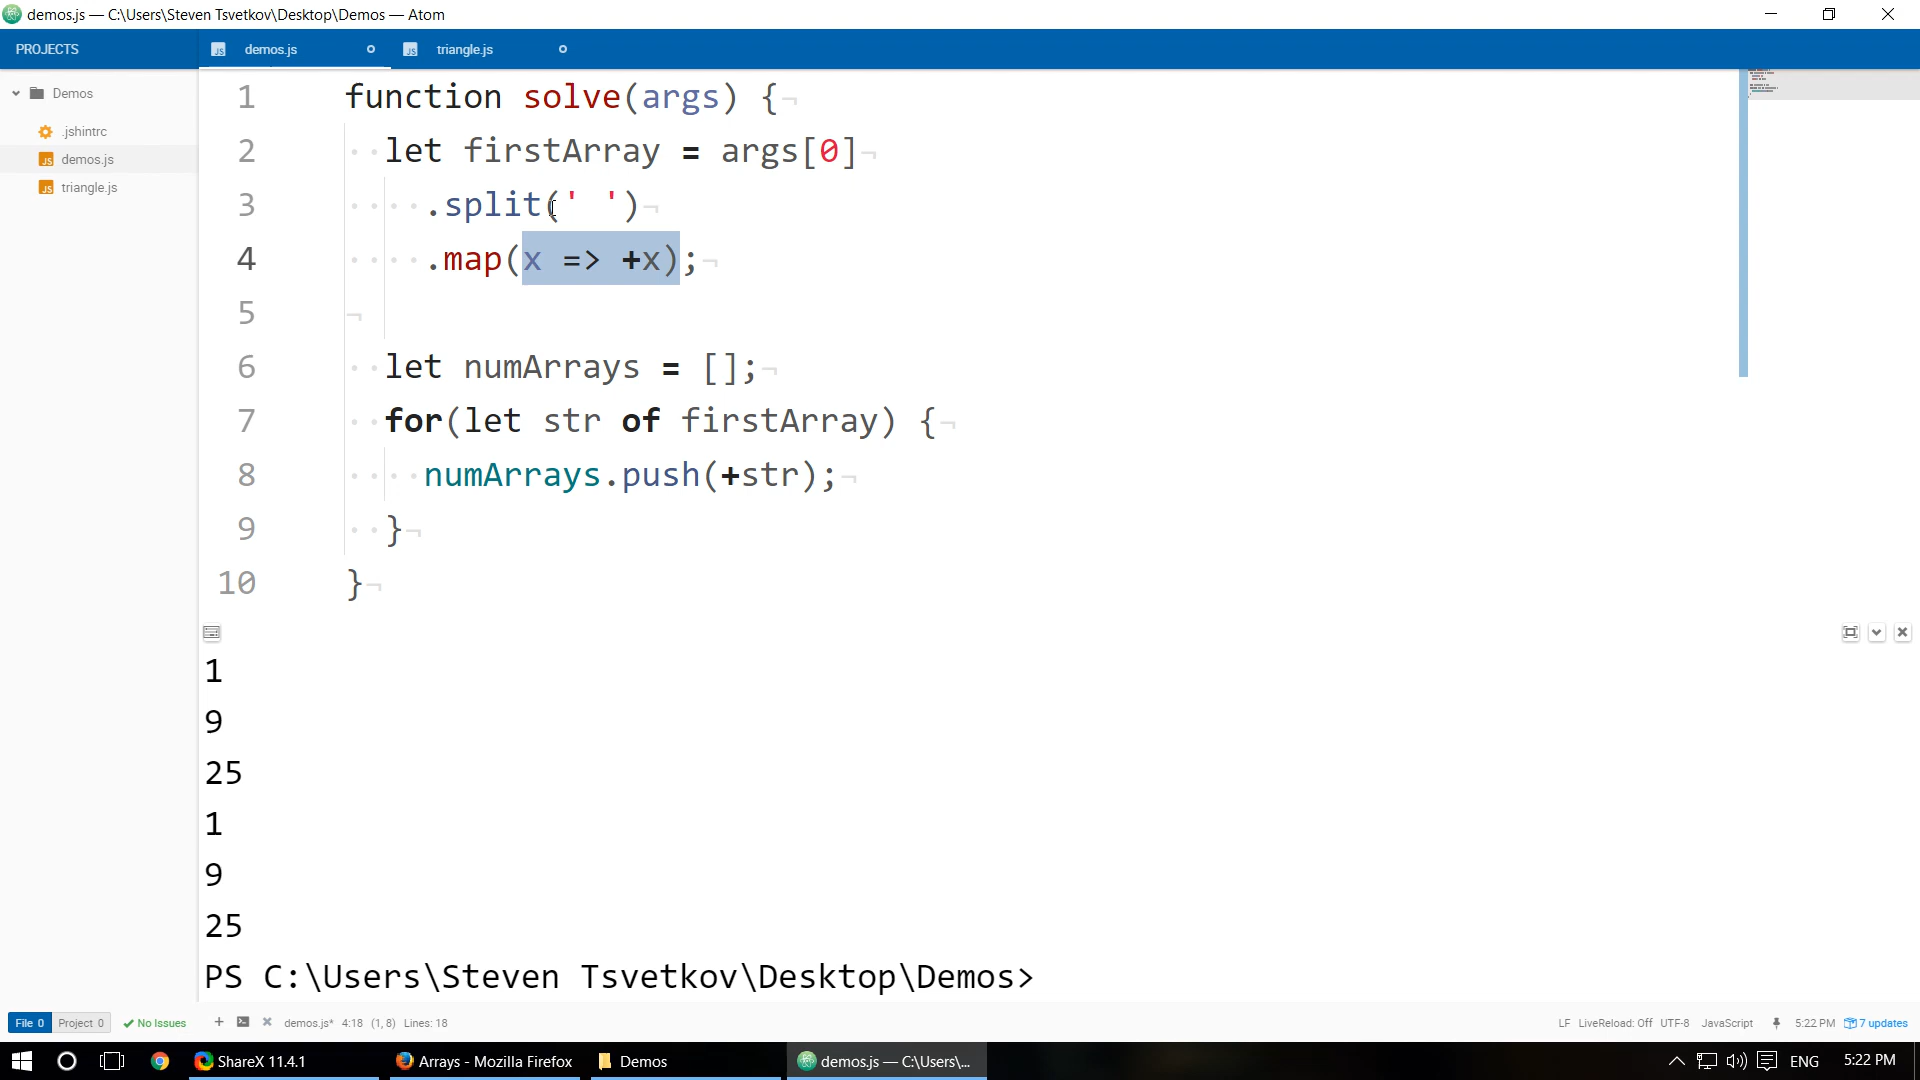 demos.js — C:\Users\Steven Tsvetkov\Desktop\Demos — Atom
PROJECTS
demos.js
triangle.js
Demos
.jshintrc
demos.js
triangle.js
1 function solve(args) {
2 let firstArray = args[0]
3 .split(' ')
4 .map(x => +x);
5
6 let numArrays = [];
7 for(let str of firstArray) {
8 numArrays.push(+str);
9 }
10 }
1
9
25
1
9
25
PS C:\Users\Steven Tsvetkov\Desktop\Demos>
File 0 Project 0 No Issues demos.js* 4:18 (1, 8) Lines: 18 LF LiveReload: Off UTF-8 JavaScript 5:22 PM 7 updates
ShareX 11.4.1 Arrays - Mozilla Firefox Demos demos.js — C:\Users\... ENG 5:22 PM